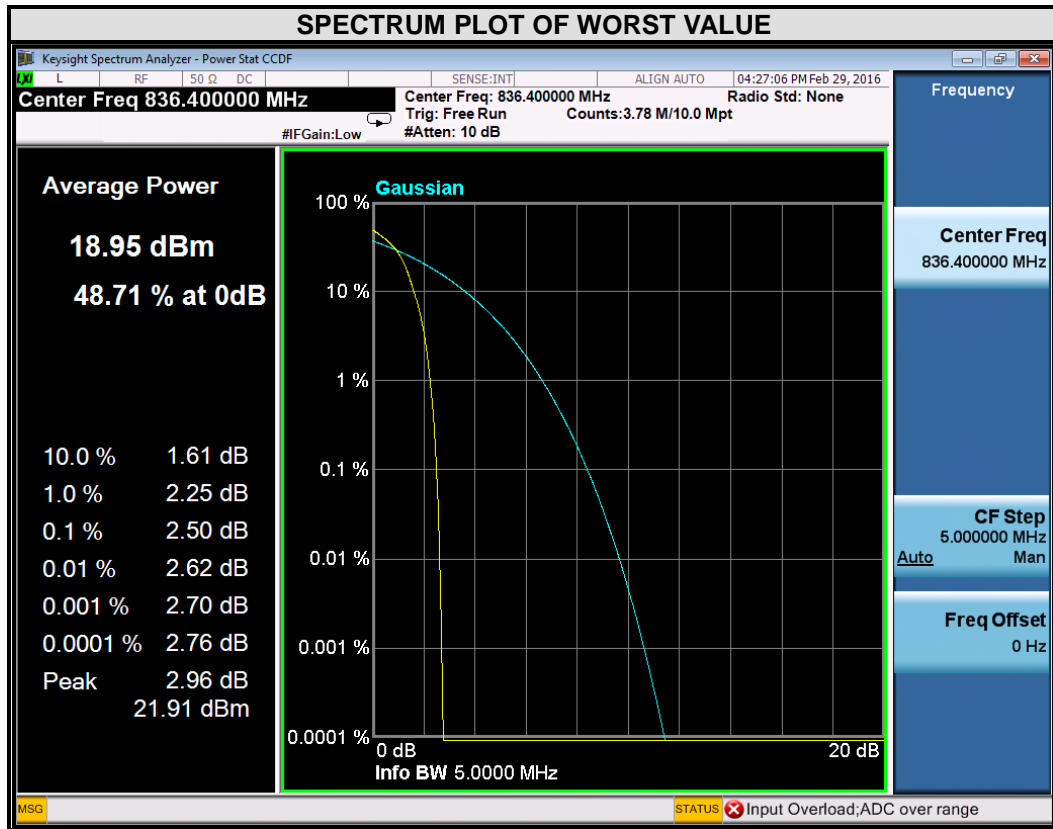 SPECTRUM PLOT OF WORST VALUE
Keysight Spectrum Analyzer - Power Stat CCDF
LXI L RF 50 Ω DC SENSE:INT ALIGN AUTO 04:27:06 PM Feb 29, 2016
Center Freq 836.400000 MHz
#IFGain:Low
Center Freq: 836.400000 MHz Radio Std: None
Trig: Free Run Counts:3.78 M/10.0 Mpt
#Atten: 10 dB
Average Power
18.95 dBm
48.71 % at 0dB
10.0 % 1.61 dB
1.0 % 2.25 dB
0.1 % 2.50 dB
0.01 % 2.62 dB
0.001 % 2.70 dB
0.0001 % 2.76 dB
Peak 2.96 dB
21.91 dBm
Gaussian
100 %
10 %
1 %
0.1 %
0.01 %
0.001 %
0.0001 %
0 dB 20 dB
Info BW 5.0000 MHz
Frequency
Center Freq
836.400000 MHz
CF Step
5.000000 MHz
Auto Man
Freq Offset
0 Hz
MSG
STATUS Input Overload;ADC over range